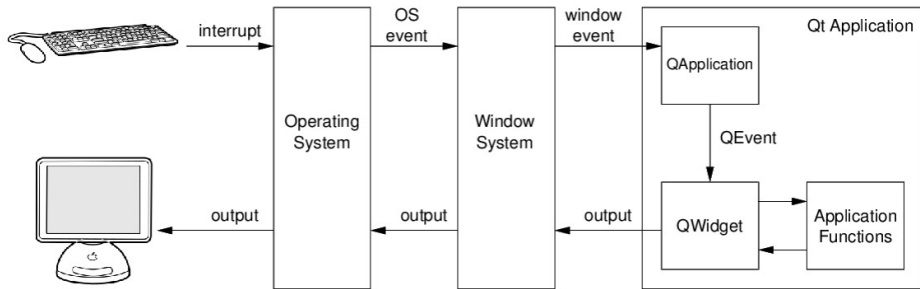 interrupt
OS
event
window
event
Qt Application
QApplication
Operating
System
Window
System
QEvent
output
output
output
QWidget
Application
Functions